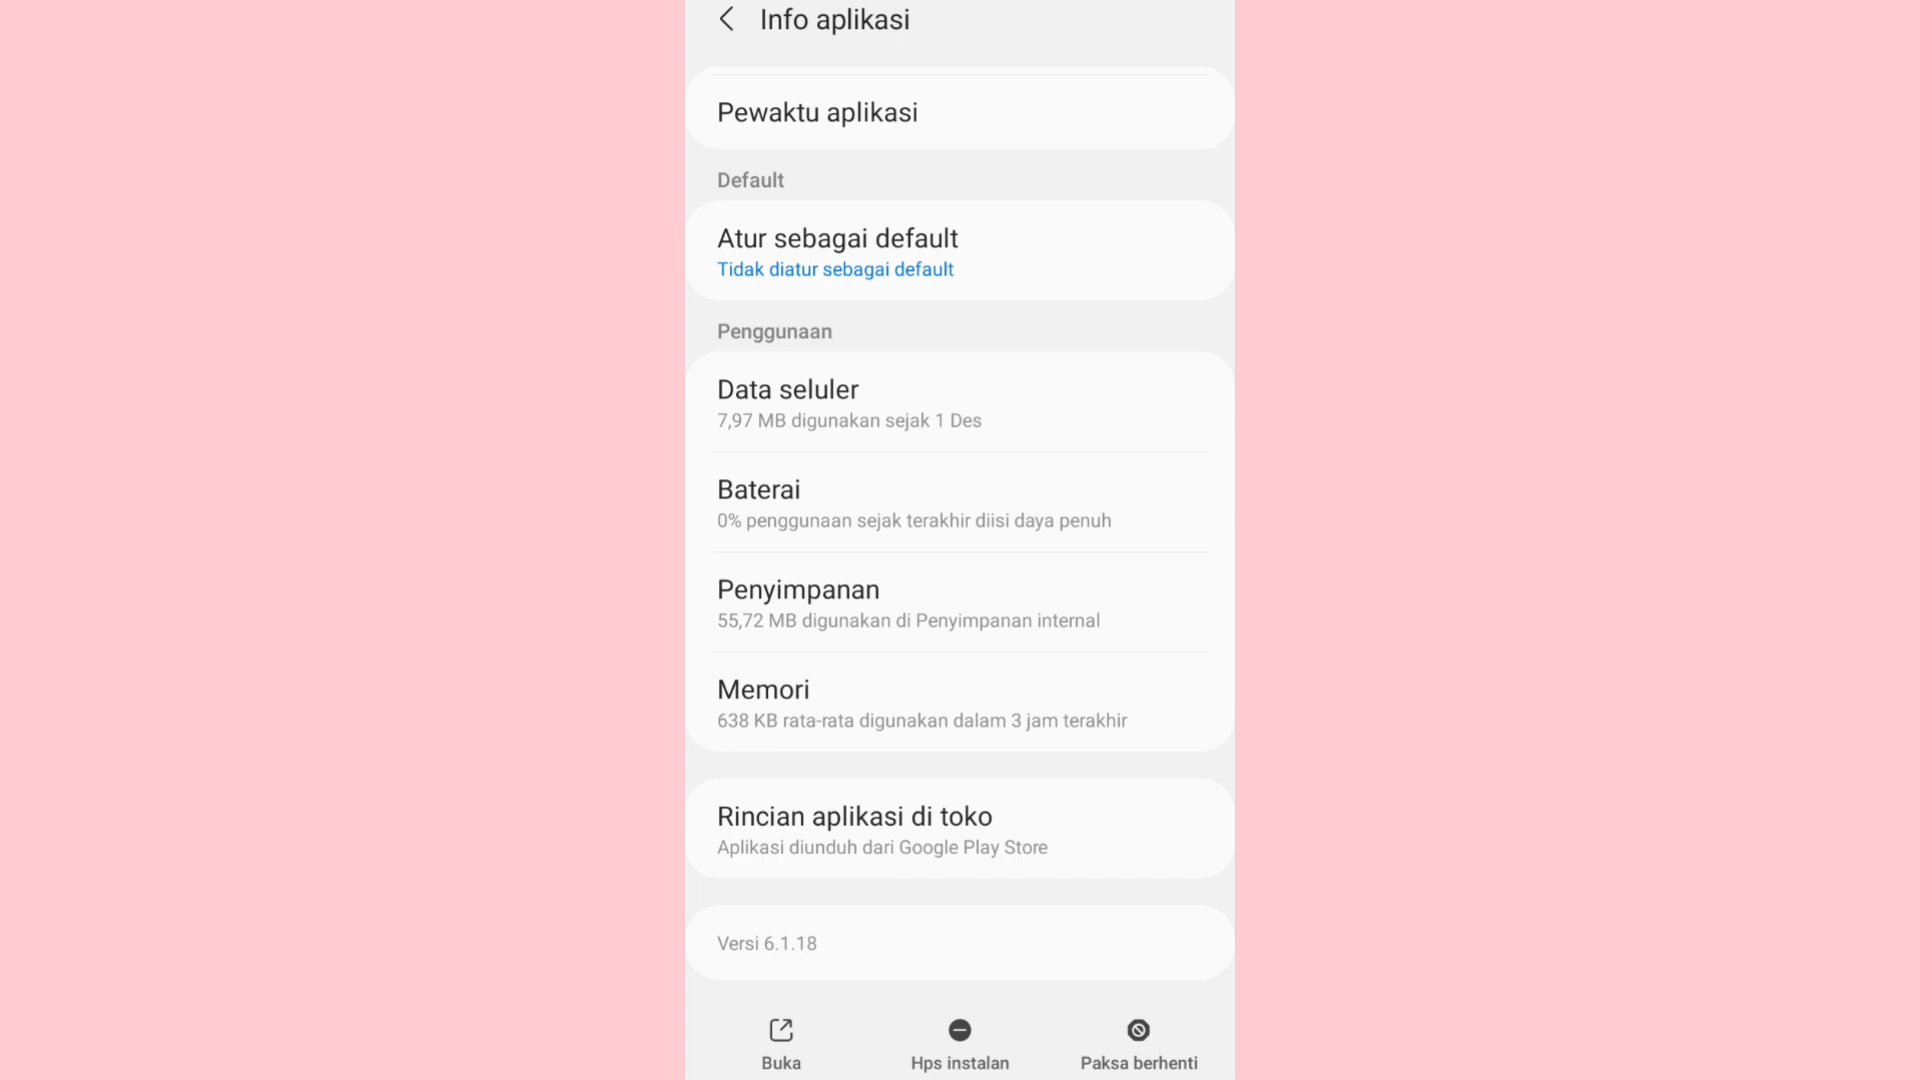 Info aplikasi
Pewaktu aplikasi
Default
Atur sebagai default
Tidak diatur sebagai default
Penggunaan
Data seluler
7,97 MB digunakan sejak 1 Des
Baterai
0% penggunaan sejak terakhir diisi daya penuh
Penyimpanan
55,72 MB digunakan di Penyimpanan internal
Memori
638 KB rata-rata digunakan dalam 3 jam terakhir
Rincian aplikasi di toko
Aplikasi diunduh dari Google Play Store
Versi 6.1.18
Buka
Hps instalan
Paksa berhenti